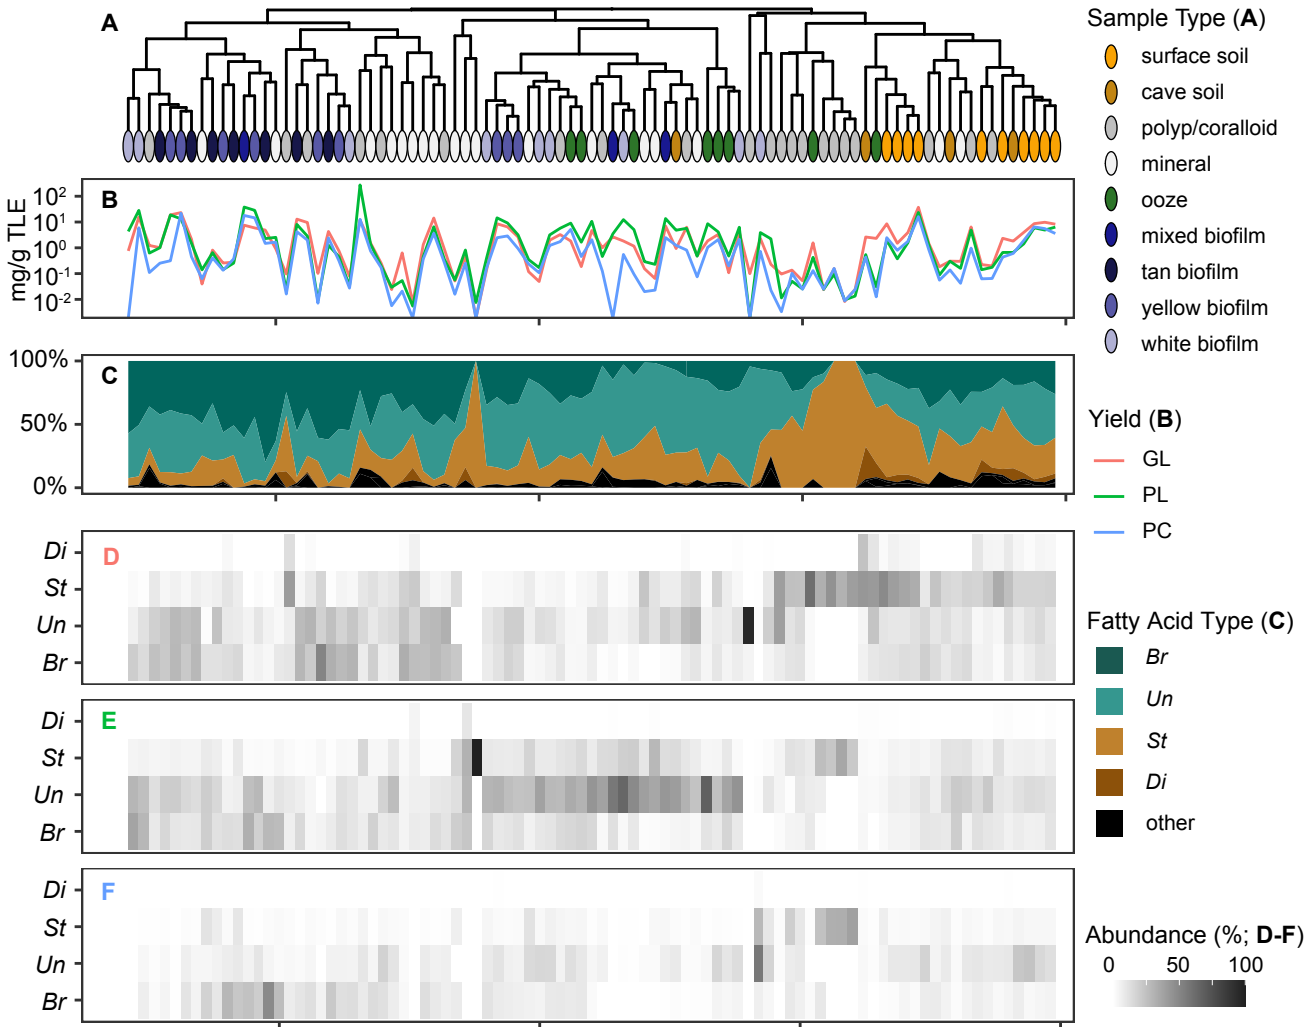 A
Sample Type (A)
surface soil
cave soil
polyp/coralloid
mineral
ooze
mixed biofilm
tan biofilm
yellow biofilm
white biofilm
B
mg/g TLE
10²
10¹
10⁰
10⁻¹
10⁻²
Yield (B)
GL
PL
PC
C
100%
50%
0%
Fatty Acid Type (C)
Br
Un
St
Di
other
D
Di
St
Un
Br
E
Di
St
Un
Br
F
Di
St
Un
Br
Abundance (%; D-F)
0 50 100